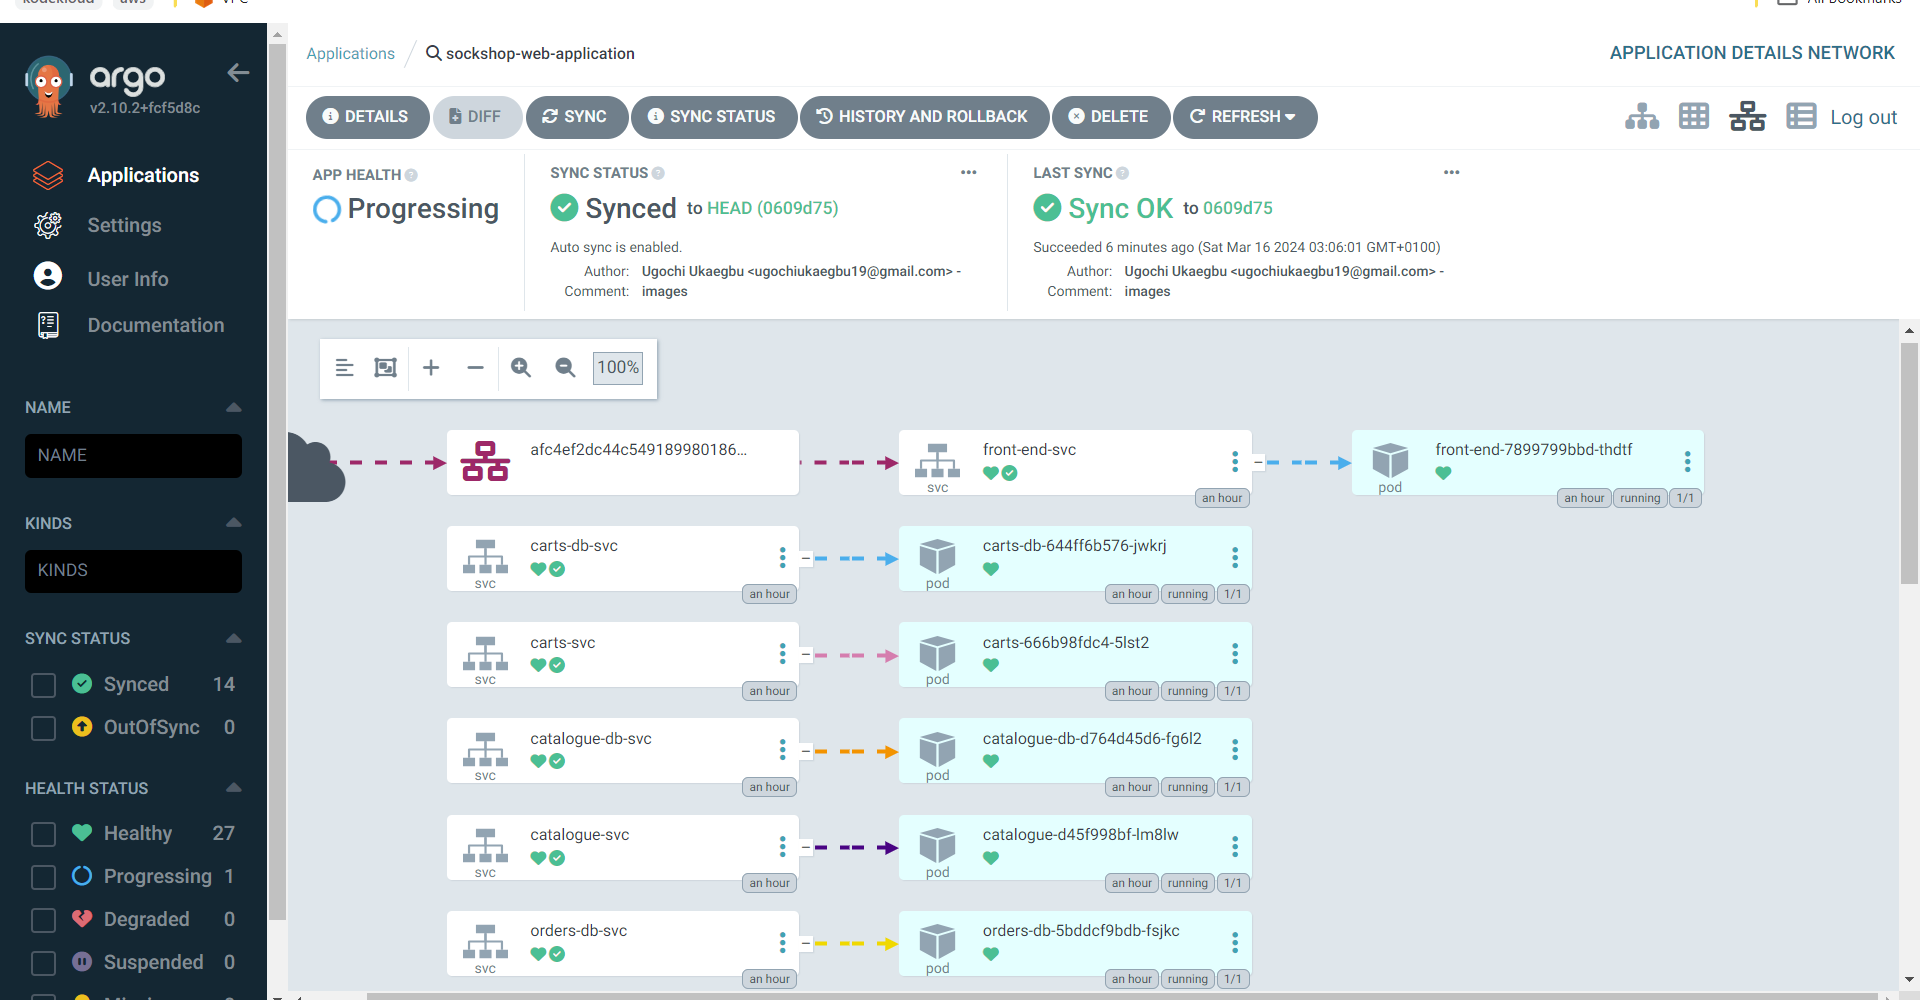 kodekloud aws VPC All Bookmarks
argo
v2.10.2+fcf5d8c
Applications
Settings
User Info
Documentation
NAME
NAME
KINDS
KINDS
SYNC STATUS
Synced 14
OutOfSync 0
HEALTH STATUS
Healthy 27
Progressing 1
Degraded 0
Suspended 0
Applications / sockshop-web-application
APPLICATION DETAILS NETWORK
DETAILS DIFF SYNC SYNC STATUS HISTORY AND ROLLBACK DELETE REFRESH Log out
APP HEALTH
Progressing
SYNC STATUS
Synced to HEAD (0609d75)
Auto sync is enabled.
Author: Ugochi Ukaegbu <ugochiukaegbu19@gmail.com> -
Comment: images
LAST SYNC
Sync OK to 0609d75
Succeeded 6 minutes ago (Sat Mar 16 2024 03:06:01 GMT+0100)
Author: Ugochi Ukaegbu <ugochiukaegbu19@gmail.com> -
Comment: images
100%
afc4ef2dc44c549189980186...
front-end-svc
svc
an hour
front-end-7899799bbd-thdtf
pod
an hour running 1/1
carts-db-svc
svc
an hour
carts-db-644ff6b576-jwkrj
pod
an hour running 1/1
carts-svc
svc
an hour
carts-666b98fdc4-5lst2
pod
an hour running 1/1
catalogue-db-svc
svc
an hour
catalogue-db-d764d45d6-fg6l2
pod
an hour running 1/1
catalogue-svc
svc
an hour
catalogue-d45f998bf-lm8lw
pod
an hour running 1/1
orders-db-svc
svc
an hour
orders-db-5bddcf9bdb-fsjkc
pod
an hour running 1/1